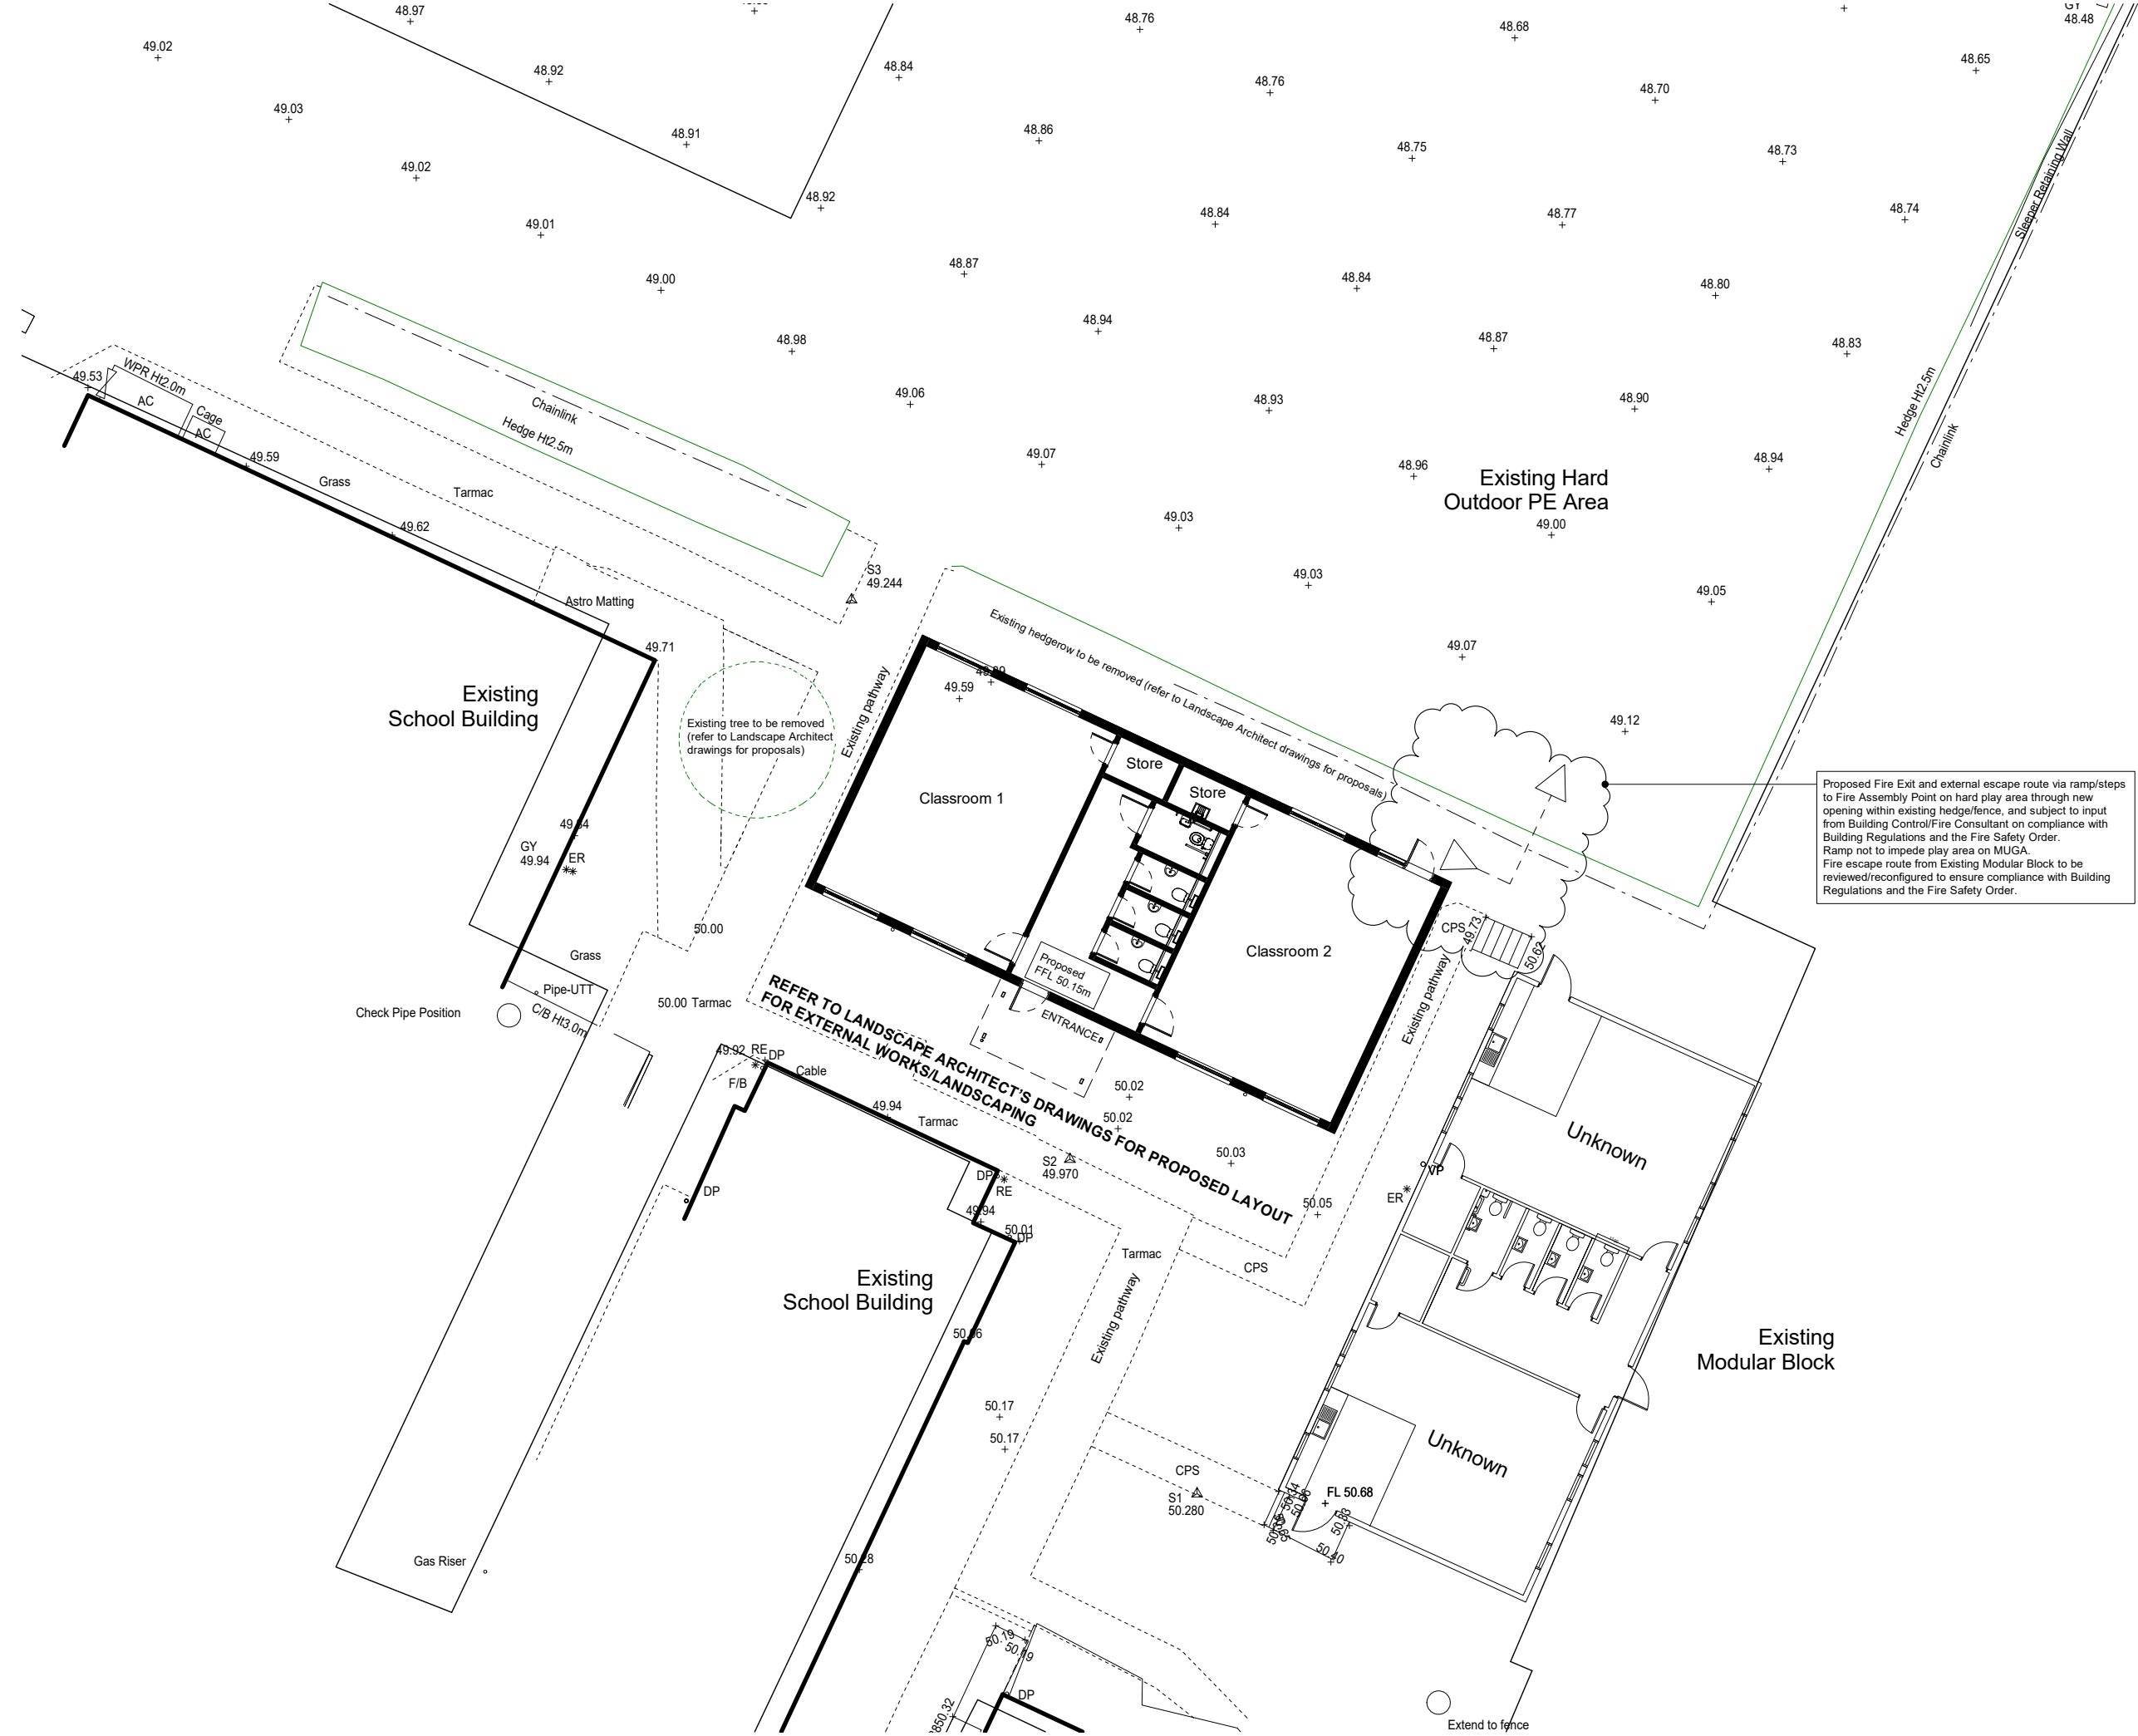 48.97
48.76
48.68
GY
48.48
49.02
48.92
48.84
48.76
48.70
48.65
49.03
48.91
48.86
48.75
48.73
Sleeper Retaining Wall
49.02
48.92
48.84
48.77
48.74
49.01
49.00
48.87
48.84
48.80
48.98
48.94
48.87
48.83
49.53
WPR Ht2.0m
AC
Cage
AC
Chainlink
Hedge Ht2.5m
49.06
48.93
48.90
Hedge Ht2.5m
Chainlink
49.59
Grass
Tarmac
49.07
48.96
48.94
Existing Hard
Outdoor PE Area
49.62
49.03
49.00
S3
49.244
49.03
49.05
Astro Matting
49.71
Existing hedgerow to be removed (refer to Landscape Architect drawings for proposals)
49.07
Existing
School Building
49.59
Existing pathway
Existing tree to be removed
(refer to Landscape Architect
drawings for proposals)
49.12
Store
Store
Classroom 1
Proposed Fire Exit and external escape route via ramp/steps
to Fire Assembly Point on hard play area through new
opening within existing hedge/fence, and subject to input
from Building Control/Fire Consultant on compliance with
Building Regulations and the Fire Safety Order.
Ramp not to impede play area on MUGA.
Fire escape route from Existing Modular Block to be
reviewed/reconfigured to ensure compliance with Building
Regulations and the Fire Safety Order.
GY
49.94
ER
50.00
CPS
49.73
50.62
Classroom 2
Grass
Proposed
FFL 50.15m
Existing pathway
Pipe-UTT
C/B Ht3.0m
Check Pipe Position
50.00 Tarmac
ENTRANCE
REFER TO LANDSCAPE ARCHITECT'S DRAWINGS FOR PROPOSED LAYOUT
FOR EXTERNAL WORKS/LANDSCAPING
49.92
RE
DP
F/B
Cable
49.94
Tarmac
50.02
50.02
50.03
Unknown
S2
49.970
VP
ER
DP
DP
RE
49.94
50.01
DP
50.05
Tarmac
CPS
Existing
School Building
Existing pathway
Existing
Modular Block
50.17
50.17
Unknown
CPS
S1
50.280
FL 50.68
50.40
Gas Riser
50.19
DP
Extend to fence